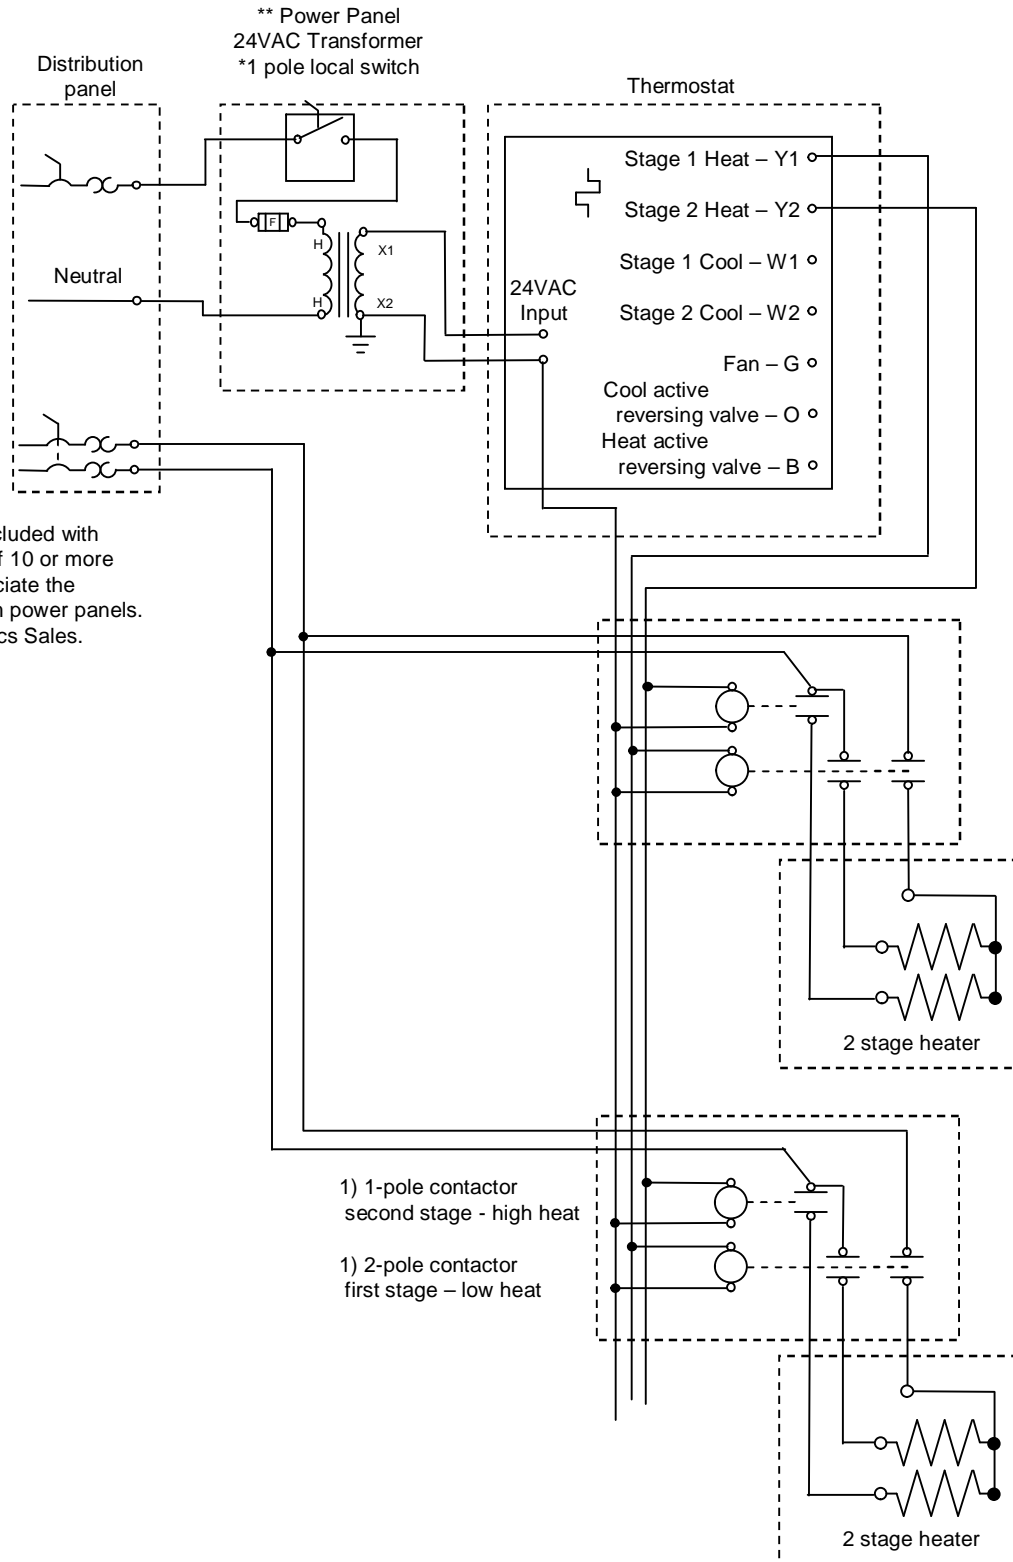 ** Power Panel
24VAC Transformer
*1 pole local switch
Distribution
panel
Thermostat
Stage 1 Heat – Y1
Stage 2 Heat – Y2
F
H
X1
Stage 1 Cool – W1
Neutral
24VAC
Input
H
X2
Stage 2 Cool – W2
Fan – G
Cool active
reversing valve – O
Heat active
reversing valve – B
with
10 or more
the
power panels.
Sales.
2 stage heater
1) 1-pole contactor
second stage - high heat
1) 2-pole contactor
first stage – low heat
2 stage heater